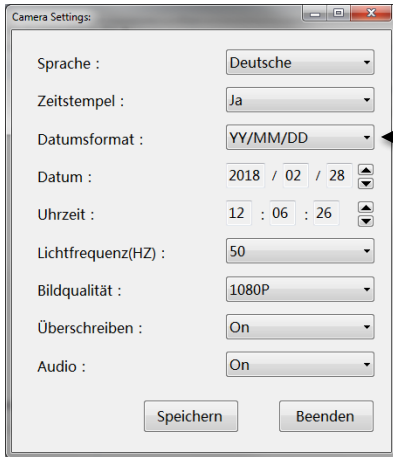 Camera Settings:
Sprache : Deutsche
Zeitstempel : Ja
Datumsformat : YY/MM/DD
Datum : 2018 / 02 / 28
Uhrzeit : 12 : 06 : 26
Lichtfrequenz(HZ) : 50
Bildqualität : 1080P
Überschreiben : On
Audio : On
Speichern Beenden